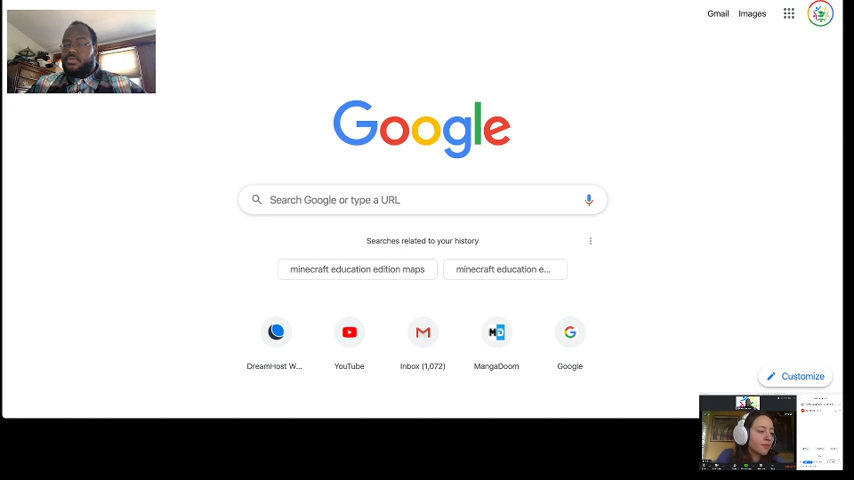 Gmail Images
Google
Search Google or type a URL
Searches related to your history
minecraft education edition maps minecraft education e...
DreamHost W... YouTube Inbox (1,072) MangaDoom Google
Customize